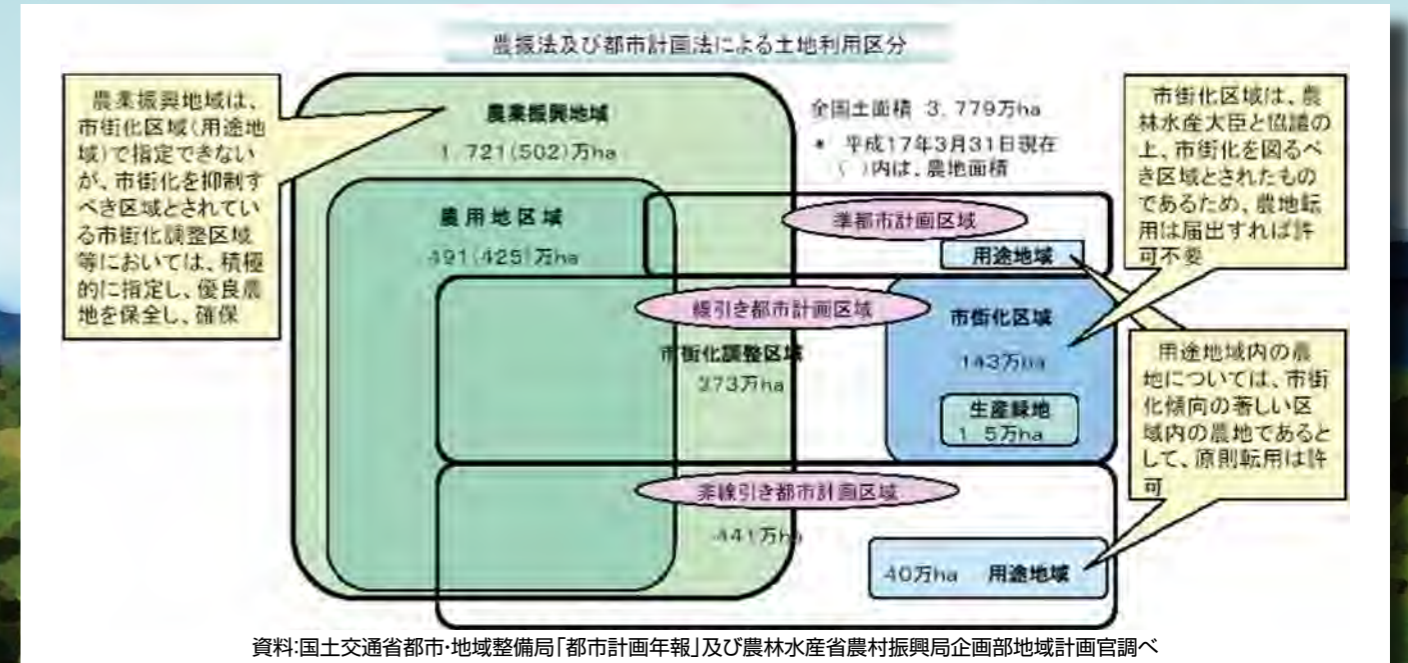 農振法及び都市計画法による土地利用区分
農業振興地域は、
市街化区域(用途地
域)で指定できない
が、市街化を抑制す
べき区域とされてい
る市街化調整区域
等においては、積極
的に指定し、優良農
地を保全し、確保
農業振興地域
1,721(502)万ha
農用地区域
491(425)万ha
全国土面積 3,779万ha
* 平成17年3月31日現在
( )内は、農地面積
準都市計画区域
用途地域
線引き都市計画区域
市街化調整区域
373万ha
市街化区域
143万ha
生産緑地
1.5万ha
非線引き都市計画区域
441万ha
40万ha 用途地域
市街化区域は、農
林水産大臣と協議の
上、市街化を図るべ
き区域とされたもの
であるため、農地転
用は届出すれば許
可不要
用途地域内の農
地については、市街
化傾向の著しい区
域内の農地であると
して、原則転用は許
可
資料:国土交通省都市・地域整備局「都市計画年報」及び農林水産省農村振興局企画部地域計画官調べ